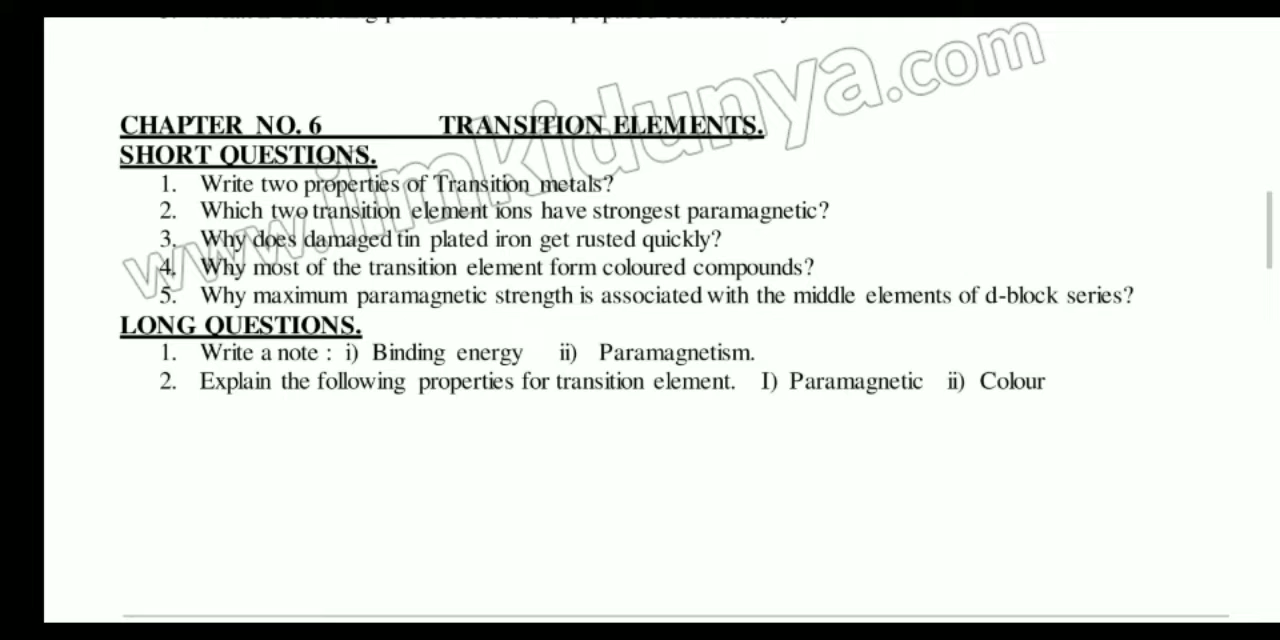 CHAPTER NO. 6 TRANSITION ELEMENTS.
SHORT QUESTIONS.
1. Write two properties of Transition metals?
2. Which two transition element ions have strongest paramagnetic?
3. Why does damaged tin plated iron get rusted quickly?
4. Why most of the transition element form coloured compounds?
5. Why maximum paramagnetic strength is associated with the middle elements of d-block series?
LONG QUESTIONS.
1. Write a note : i) Binding energy ii) Paramagnetism.
2. Explain the following properties for transition element. I) Paramagnetic ii) Colour
www.ilmkidunya.com